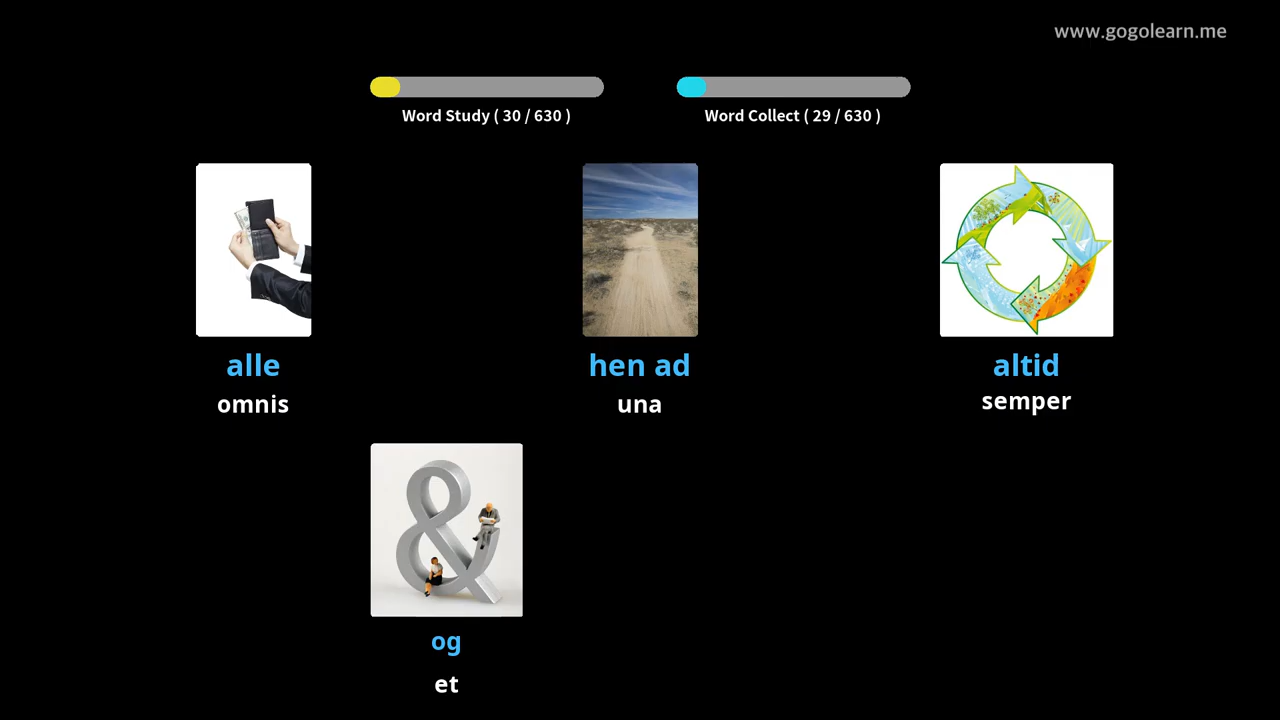 www.gogolearn.me
Word Study ( 30 / 630 )
Word Collect ( 29 / 630 )
alle
omnis
hen ad
una
altid
semper
&
og
et